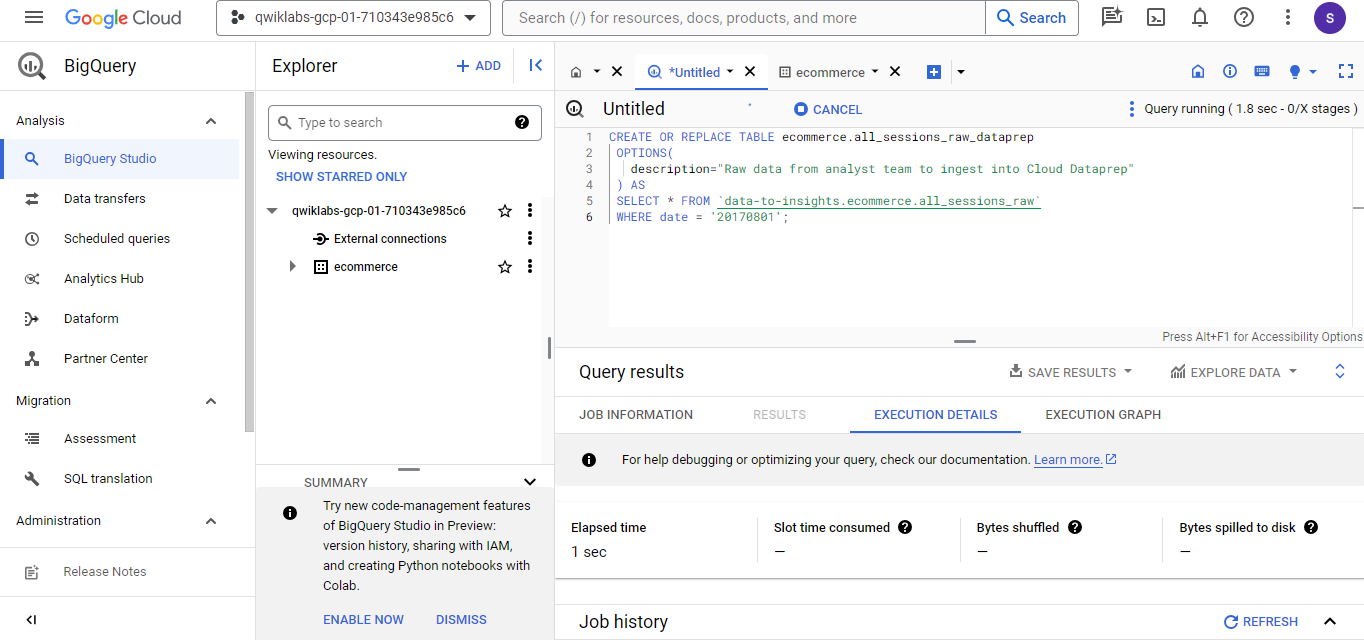 Google Cloud
qwiklabs-gcp-01-710343e985c6
Search (/) for resources, docs, products, and more
Search
S
BigQuery
Analysis
BigQuery Studio
Data transfers
Scheduled queries
Analytics Hub
Dataform
Partner Center
Migration
Assessment
SQL translation
Administration
Release Notes
Explorer
+ ADD
Type to search
Viewing resources.
SHOW STARRED ONLY
qwiklabs-gcp-01-710343e985c6
External connections
ecommerce
SUMMARY
Try new code-management features
of BigQuery Studio in Preview:
version history, sharing with IAM,
and creating Python notebooks with
Colab.
ENABLE NOW DISMISS
*Untitled
ecommerce
Untitled
CANCEL
Query running ( 1.8 sec - 0/X stages )
1 CREATE OR REPLACE TABLE ecommerce.all_sessions_raw_dataprep
2 OPTIONS(
3 description="Raw data from analyst team to ingest into Cloud Dataprep"
4 ) AS
5 SELECT * FROM `data-to-insights.ecommerce.all_sessions_raw`
6 WHERE date = '20170801';
Press Alt+F1 for Accessibility Options
Query results
SAVE RESULTS
EXPLORE DATA
JOB INFORMATION RESULTS EXECUTION DETAILS EXECUTION GRAPH
For help debugging or optimizing your query, check our documentation. Learn more.
Elapsed time Slot time consumed Bytes shuffled Bytes spilled to disk
1 sec — — —
Job history
REFRESH